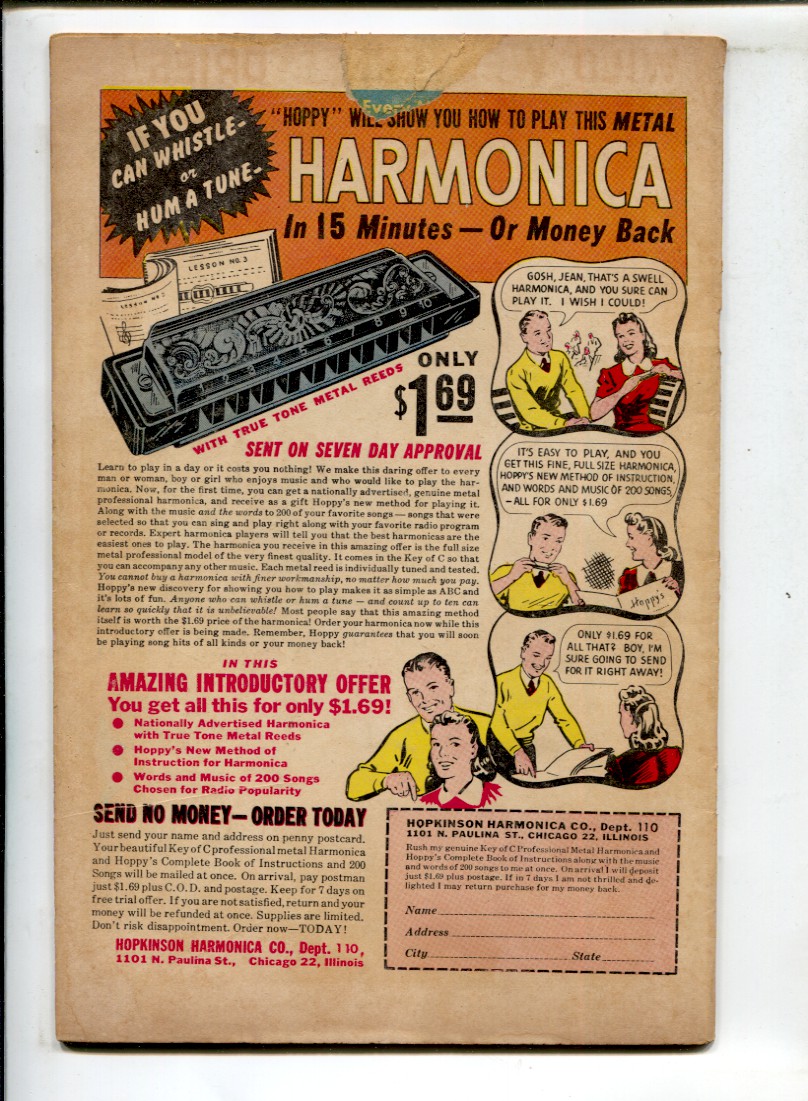 Every
IF YOU
CAN WHISTLE-
or
HUM A TUNE-
"HOPPY" WILL SHOW YOU HOW TO PLAY THIS METAL
HARMONICA
In 15 Minutes — Or Money Back
LESSON NO. 3
LESSON NO. 2
4 8 9 10
WITH TRUE TONE METAL REEDS
ONLY
$1.69
SENT ON SEVEN DAY APPROVAL
Learn to play in a day or it costs you nothing! We make this daring offer to every
man or woman, boy or girl who enjoys music and who would like to play the har-
monica. Now, for the first time, you can get a nationally advertised, genuine metal
professional harmonica, and receive as a gift Hoppy's new method for playing it.
Along with the music and the words to 200 of your favorite songs — songs that were
selected so that you can sing and play right along with your favorite radio program
or records. Expert harmonica players will tell you that the best harmonicas are the
easiest ones to play. The harmonica you receive in this amazing offer is the full size
metal professional model of the very finest quality. It comes in the Key of C so that
you can accompany any other music. Each metal reed is individually tuned and tested.
You cannot buy a harmonica with finer workmanship, no matter how much you pay.
Hoppy's new discovery for showing you how to play makes it as simple as ABC and
it's lots of fun. Anyone who can whistle or hum a tune — and count up to ten can
learn so quickly that it is unbelievable! Most people say that this amazing method
itself is worth the $1.69 price of the harmonica! Order your harmonica now while this
introductory offer is being made. Remember, Hoppy guarantees that you will soon
be playing song hits of all kinds or your money back!
GOSH, JEAN, THAT'S A SWELL
HARMONICA, AND YOU SURE CAN
PLAY IT. I WISH I COULD!
IT'S EASY TO PLAY, AND YOU
GET THIS FINE, FULL SIZE HARMONICA,
HOPPY'S NEW METHOD OF INSTRUCTION,
AND WORDS AND MUSIC OF 200 SONGS,
- ALL FOR ONLY $1.69
Hoppy's
ONLY $1.69 FOR
ALL THAT? BOY, I'M
SURE GOING TO SEND
FOR IT RIGHT AWAY!
IN THIS
AMAZING INTRODUCTORY OFFER
You get all this for only $1.69!
● Nationally Advertised Harmonica
with True Tone Metal Reeds
● Hoppy's New Method of
Instruction for Harmonica
● Words and Music of 200 Songs
Chosen for Radio Popularity
SEND NO MONEY—ORDER TODAY
Just send your name and address on penny postcard.
Your beautiful Key of C professional metal Harmonica
and Hoppy's Complete Book of Instructions and 200
Songs will be mailed at once. On arrival, pay postman
just $1.69 plus C.O.D. and postage. Keep for 7 days on
free trial offer. If you are not satisfied, return and your
money will be refunded at once. Supplies are limited.
Don't risk disappointment. Order now—TODAY!
HOPKINSON HARMONICA CO., Dept. 110,
1101 N. Paulina St., Chicago 22, Illinois
HOPKINSON HARMONICA CO., Dept. 110
1101 N. PAULINA ST., CHICAGO 22, ILLINOIS
Rush my genuine Key of C Professional Metal Harmonica and
Hoppy's Complete Book of Instructions along with the music
and words of 200 songs to me at once. On arrival I will deposit
just $1.69 plus postage. If in 7 days I am not thrilled and de-
lighted I may return purchase for my money back.
Name
Address
City State